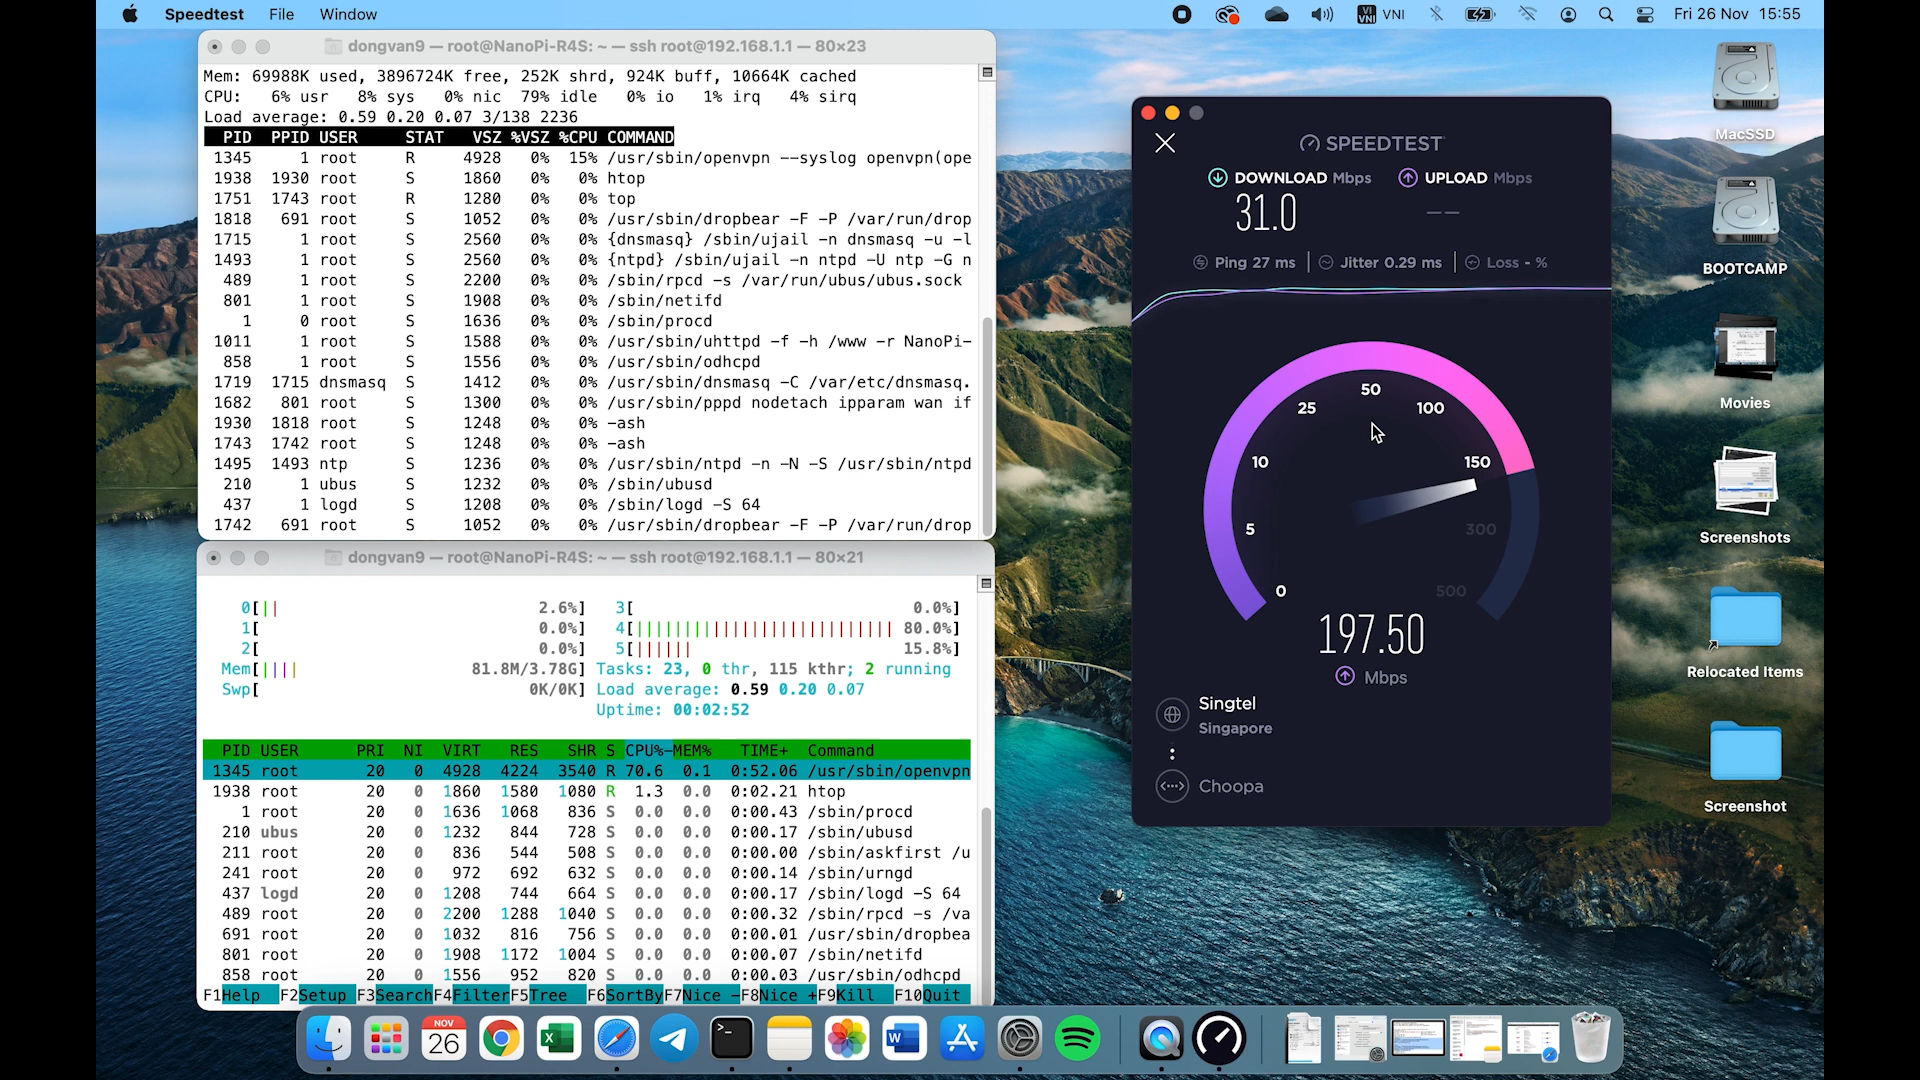 Speedtest File Window
VNI VNI Fri 26 Nov 15:55
dongvan9 — root@NanoPi-R4S: ~ — ssh root@192.168.1.1 — 80×23
Mem: 69988K used, 3896724K free, 252K shrd, 924K buff, 10664K cached
CPU: 6% usr 8% sys 0% nic 79% idle 0% io 1% irq 4% sirq
Load average: 0.59 0.20 0.07 3/138 2236
PID PPID USER STAT VSZ %VSZ %CPU COMMAND
1345 1 root R 4928 0% 15% /usr/sbin/openvpn --syslog openvpn(ope
1938 1930 root S 1860 0% 0% htop
1751 1743 root R 1280 0% 0% top
1818 691 root S 1052 0% 0% /usr/sbin/dropbear -F -P /var/run/drop
1715 1 root S 2560 0% 0% {dnsmasq} /sbin/ujail -n dnsmasq -u -l
1493 1 root S 2560 0% 0% {ntpd} /sbin/ujail -n ntpd -U ntp -G n
489 1 root S 2200 0% 0% /sbin/rpcd -s /var/run/ubus/ubus.sock
801 1 root S 1908 0% 0% /sbin/netifd
1 0 root S 1636 0% 0% /sbin/procd
1011 1 root S 1588 0% 0% /usr/sbin/uhttpd -f -h /www -r NanoPi-
858 1 root S 1556 0% 0% /usr/sbin/odhcpd
1719 1715 dnsmasq S 1412 0% 0% /usr/sbin/dnsmasq -C /var/etc/dnsmasq.
1682 801 root S 1300 0% 0% /usr/sbin/pppd nodetach ipparam wan if
1930 1818 root S 1248 0% 0% -ash
1743 1742 root S 1248 0% 0% -ash
1495 1493 ntp S 1236 0% 0% /usr/sbin/ntpd -n -N -S /usr/sbin/ntpd
210 1 ubus S 1232 0% 0% /sbin/ubusd
437 1 logd S 1208 0% 0% /sbin/logd -S 64
1742 691 root S 1052 0% 0% /usr/sbin/dropbear -F -P /var/run/drop
dongvan9 — root@NanoPi-R4S: ~ — ssh root@192.168.1.1 — 80×21
0[|| 2.6%] 3[ 0.0%]
1[ 0.0%] 4[||||||||||||||||||||||||||| 80.0%]
2[ 0.0%] 5[|||||| 15.8%]
Mem[|||| 81.8M/3.78G] Tasks: 23, 0 thr, 115 kthr; 2 running
Swp[ 0K/0K] Load average: 0.59 0.20 0.07
Uptime: 00:02:52
PID USER PRI NI VIRT RES SHR S CPU%-MEM% TIME+ Command
1345 root 20 0 4928 4224 3540 R 70.6 0.1 0:52.06 /usr/sbin/openvpn
1938 root 20 0 1860 1580 1080 R 1.3 0.0 0:02.21 htop
1 root 20 0 1636 1068 836 S 0.0 0.0 0:00.43 /sbin/procd
210 ubus 20 0 1232 844 728 S 0.0 0.0 0:00.17 /sbin/ubusd
211 root 20 0 836 544 508 S 0.0 0.0 0:00.00 /sbin/askfirst /u
241 root 20 0 972 692 632 S 0.0 0.0 0:00.14 /sbin/urngd
437 logd 20 0 1208 744 664 S 0.0 0.0 0:00.17 /sbin/logd -S 64
489 root 20 0 2200 1288 1040 S 0.0 0.0 0:00.32 /sbin/rpcd -s /va
691 root 20 0 1032 816 756 S 0.0 0.0 0:00.01 /usr/sbin/dropbea
801 root 20 0 1908 1172 1004 S 0.0 0.0 0:00.07 /sbin/netifd
858 root 20 0 1556 952 820 S 0.0 0.0 0:00.03 /usr/sbin/odhcpd
F1Help F2Setup F3SearchF4FilterF5Tree F6SortByF7Nice -F8Nice +F9Kill F10Quit
SPEEDTEST
DOWNLOAD Mbps UPLOAD Mbps
31.0 — —
Ping 27 ms Jitter 0.29 ms Loss - %
50
25 100
10 150
5 300
0 500
197.50
Mbps
Singtel
Singapore
Choopa
MacSSD
BOOTCAMP
Movies
Screenshots
Relocated Items
Screenshot
NOV
26